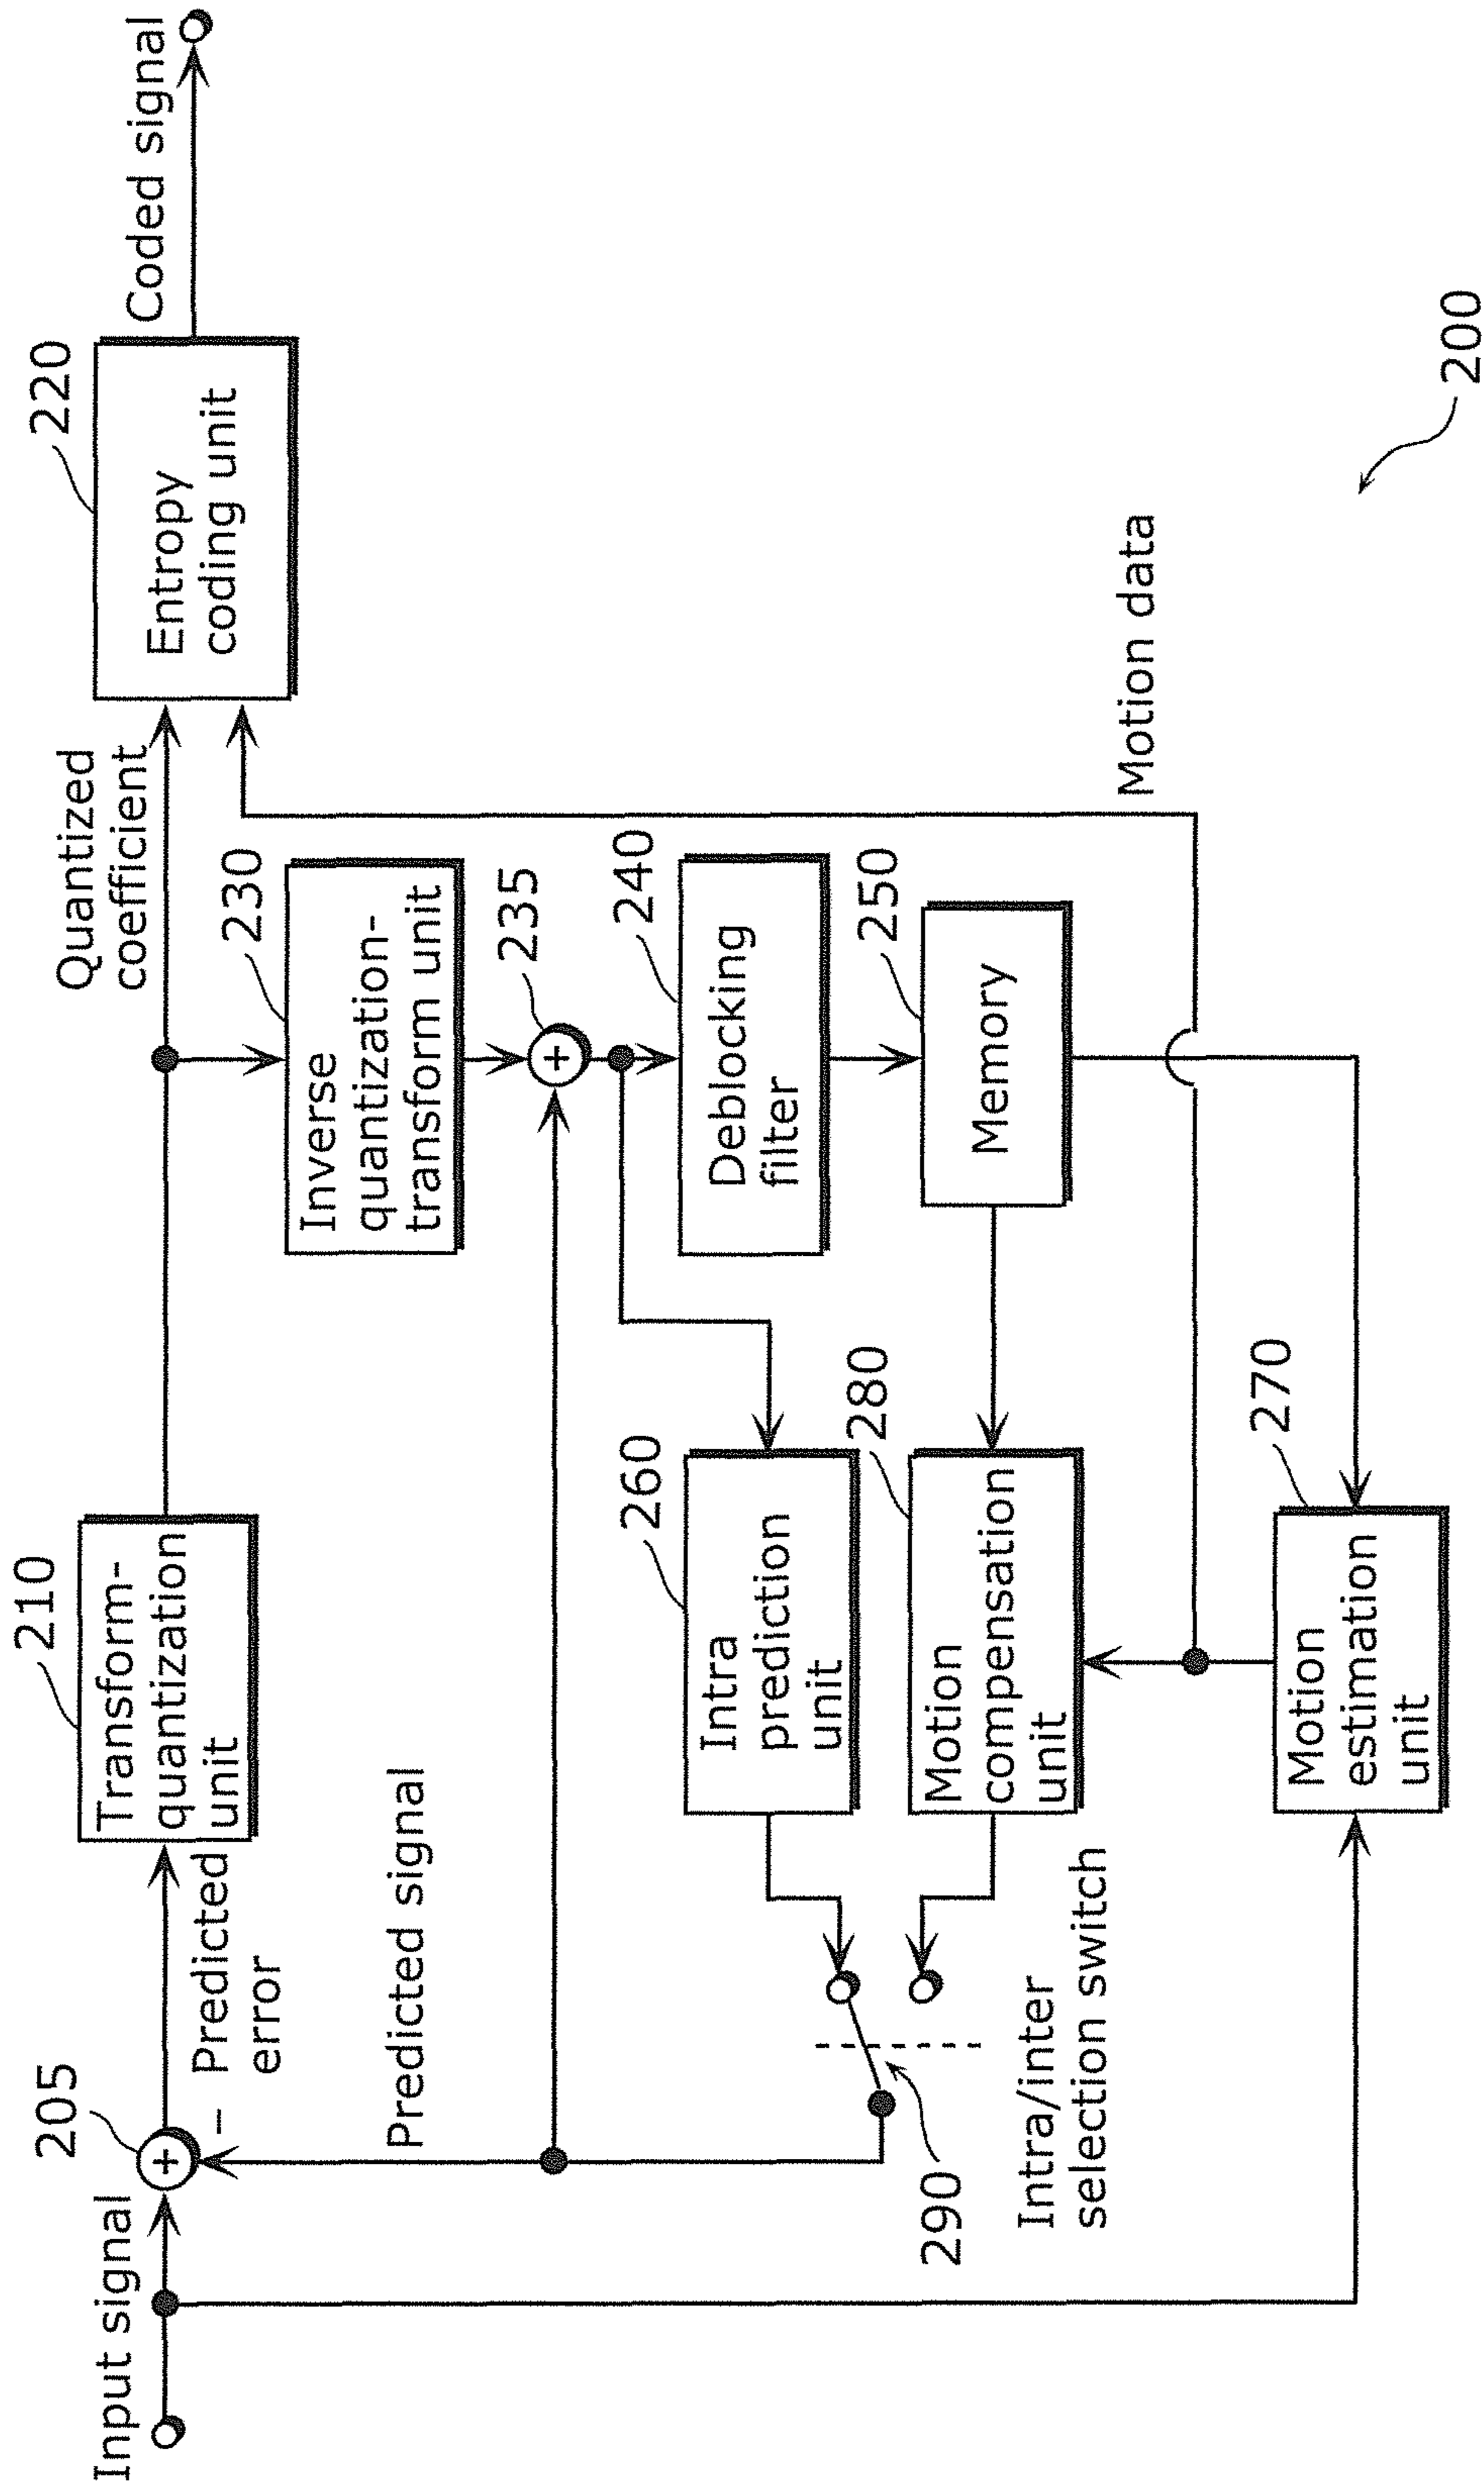 Input signal
205
− Predicted
error
210
Transform-
quantization
unit
Quantized
coefficient
220
Entropy
coding unit
Coded signal
230
Inverse
quantization-
transform unit
Predicted signal
235
240
Deblocking
filter
260
Intra
prediction
unit
250
Memory
280
Motion
compensation
unit
290
Intra/inter
selection switch
Motion data
270
Motion
estimation
unit
200